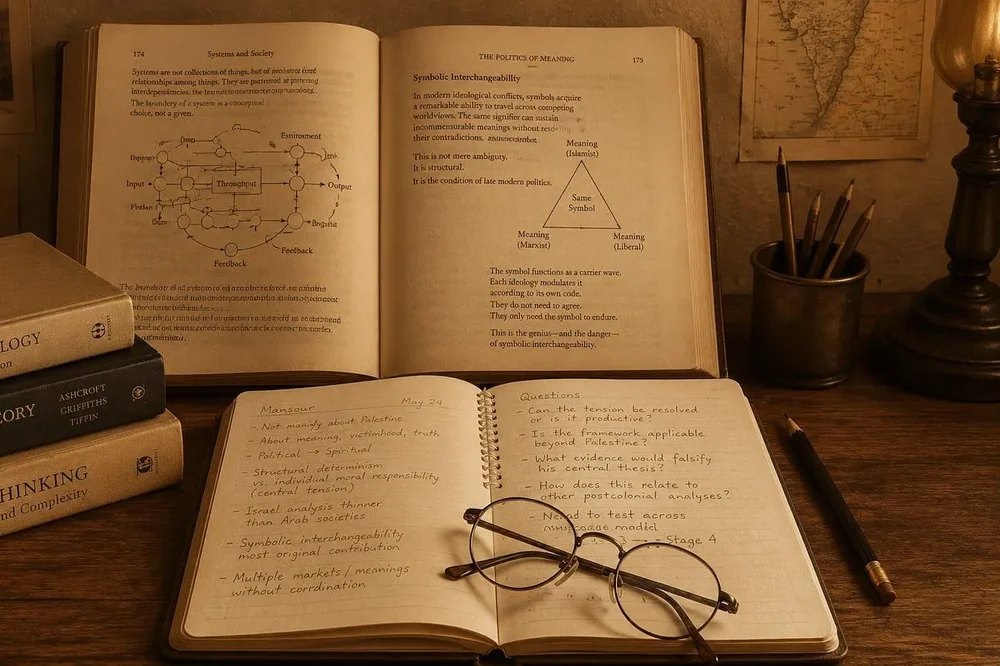 174
Systems and Society
Systems are not collections of things, but of
relationships among things. They are patterned
interdependencies.
The boundary of a system is a conceptual
choice, not a given.
Environment
Input
Throughput
Output
Feedback
Feedback
THE POLITICS OF MEANING
175
Symbolic Interchangeability
In modern ideological conflicts, symbols acquire
a remarkable ability to travel across competing
worldviows. The same signifier can sustain
incommensurable meanings without
their contradictions.
This is not mere ambiguity.
It is structural.
It is the condition of late modern politics.
Meaning
(Islamist)
Same
Symbol
Meaning
(Marxist)
Meaning
(Liberal)
The symbol functions as a carrier wave.
Each ideology modulates it
according to its own code.
They do not need to agree.
They only need the symbol to endure.
This is the genius—and the danger—
of symbolic interchangeability.
OLOGY
on
EORY
ASHCROFT
GRIFFITHS
TIFFIN
HINKING
nd Complexity
Mansour
May 24
- Not manify about Palestine
- About meaning, victimhood, truth
- Political → Spiritual
- Structural determinism
vs. individual moral responsibility
(central tension)
- Israel analysis thinner
than Arab societies
- Symbolic interchangeability
most original contribution
- Multiple markets / meanings
without cordination
Questions
- Can the tension be resolved
or is it productive?
- Is the framework applicable
beyond Palestine?
- What evidence would falsify
his central thesis?
- How does this relate to
other postcolonial analyses?
- Need to test across
model
3 — Stage 4